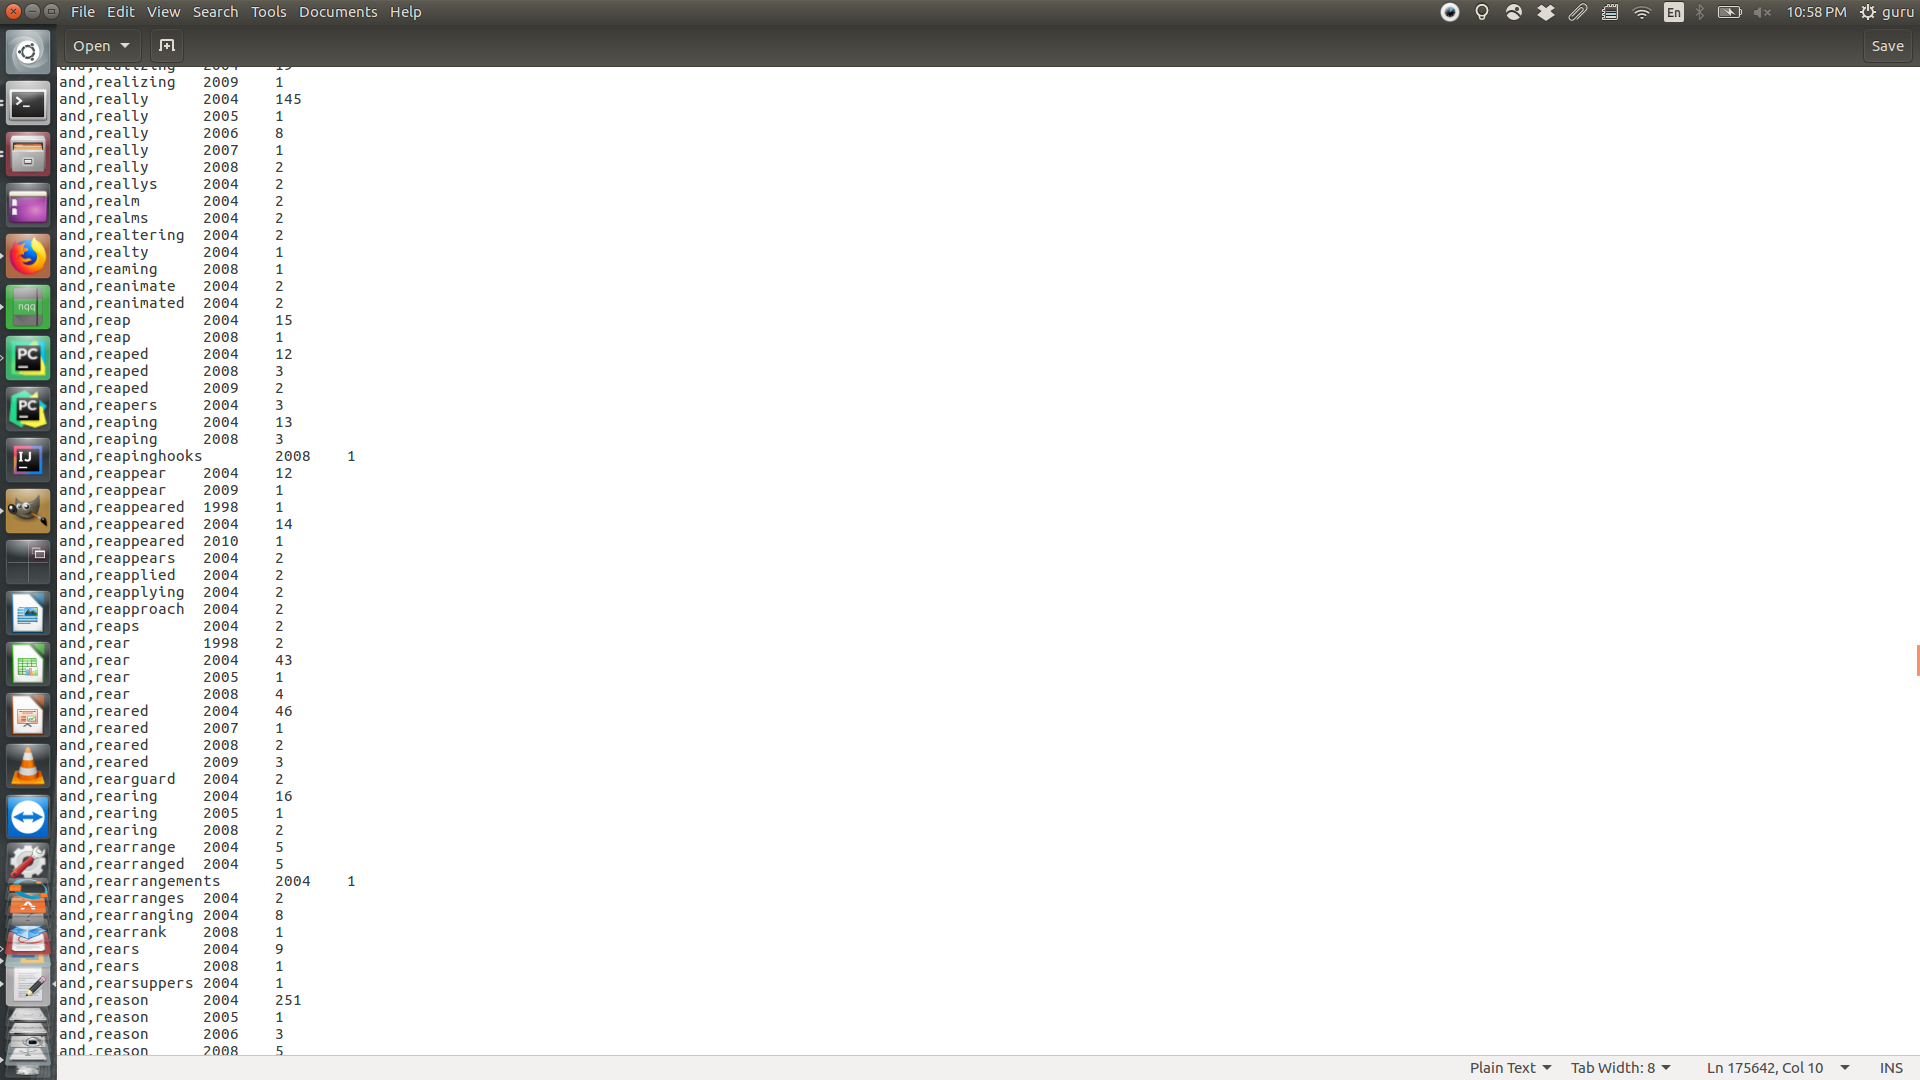 File Edit View Search Tools Documents Help En 10:58 PM guru
Open Save
and,realizing 2004 19
and,realizing 2009 1
and,really 2004 145
and,really 2005 1
and,really 2006 8
and,really 2007 1
and,really 2008 2
and,reallys 2004 2
and,realm 2004 2
and,realms 2004 2
and,realtering 2004 2
and,realty 2004 1
and,reaming 2008 1
and,reanimate 2004 2
and,reanimated 2004 2
and,reap 2004 15
and,reap 2008 1
and,reaped 2004 12
and,reaped 2008 3
and,reaped 2009 2
and,reapers 2004 3
and,reaping 2004 13
and,reaping 2008 3
and,reapinghooks 2008 1
and,reappear 2004 12
and,reappear 2009 1
and,reappeared 1998 1
and,reappeared 2004 14
and,reappeared 2010 1
and,reappears 2004 2
and,reapplied 2004 2
and,reapplying 2004 2
and,reapproach 2004 2
and,reaps 2004 2
and,rear 1998 2
and,rear 2004 43
and,rear 2005 1
and,rear 2008 4
and,reared 2004 46
and,reared 2007 1
and,reared 2008 2
and,reared 2009 3
and,rearguard 2004 2
and,rearing 2004 16
and,rearing 2005 1
and,rearing 2008 2
and,rearrange 2004 5
and,rearranged 2004 5
and,rearrangements 2004 1
and,rearranges 2004 2
and,rearranging 2004 8
and,rearrank 2008 1
and,rears 2004 9
and,rears 2008 1
and,rearsuppers 2004 1
and,reason 2004 251
and,reason 2005 1
and,reason 2006 3
and,reason 2008 5
Plain Text Tab Width: 8 Ln 175642, Col 10 INS
nqq
PC
PC
IJ